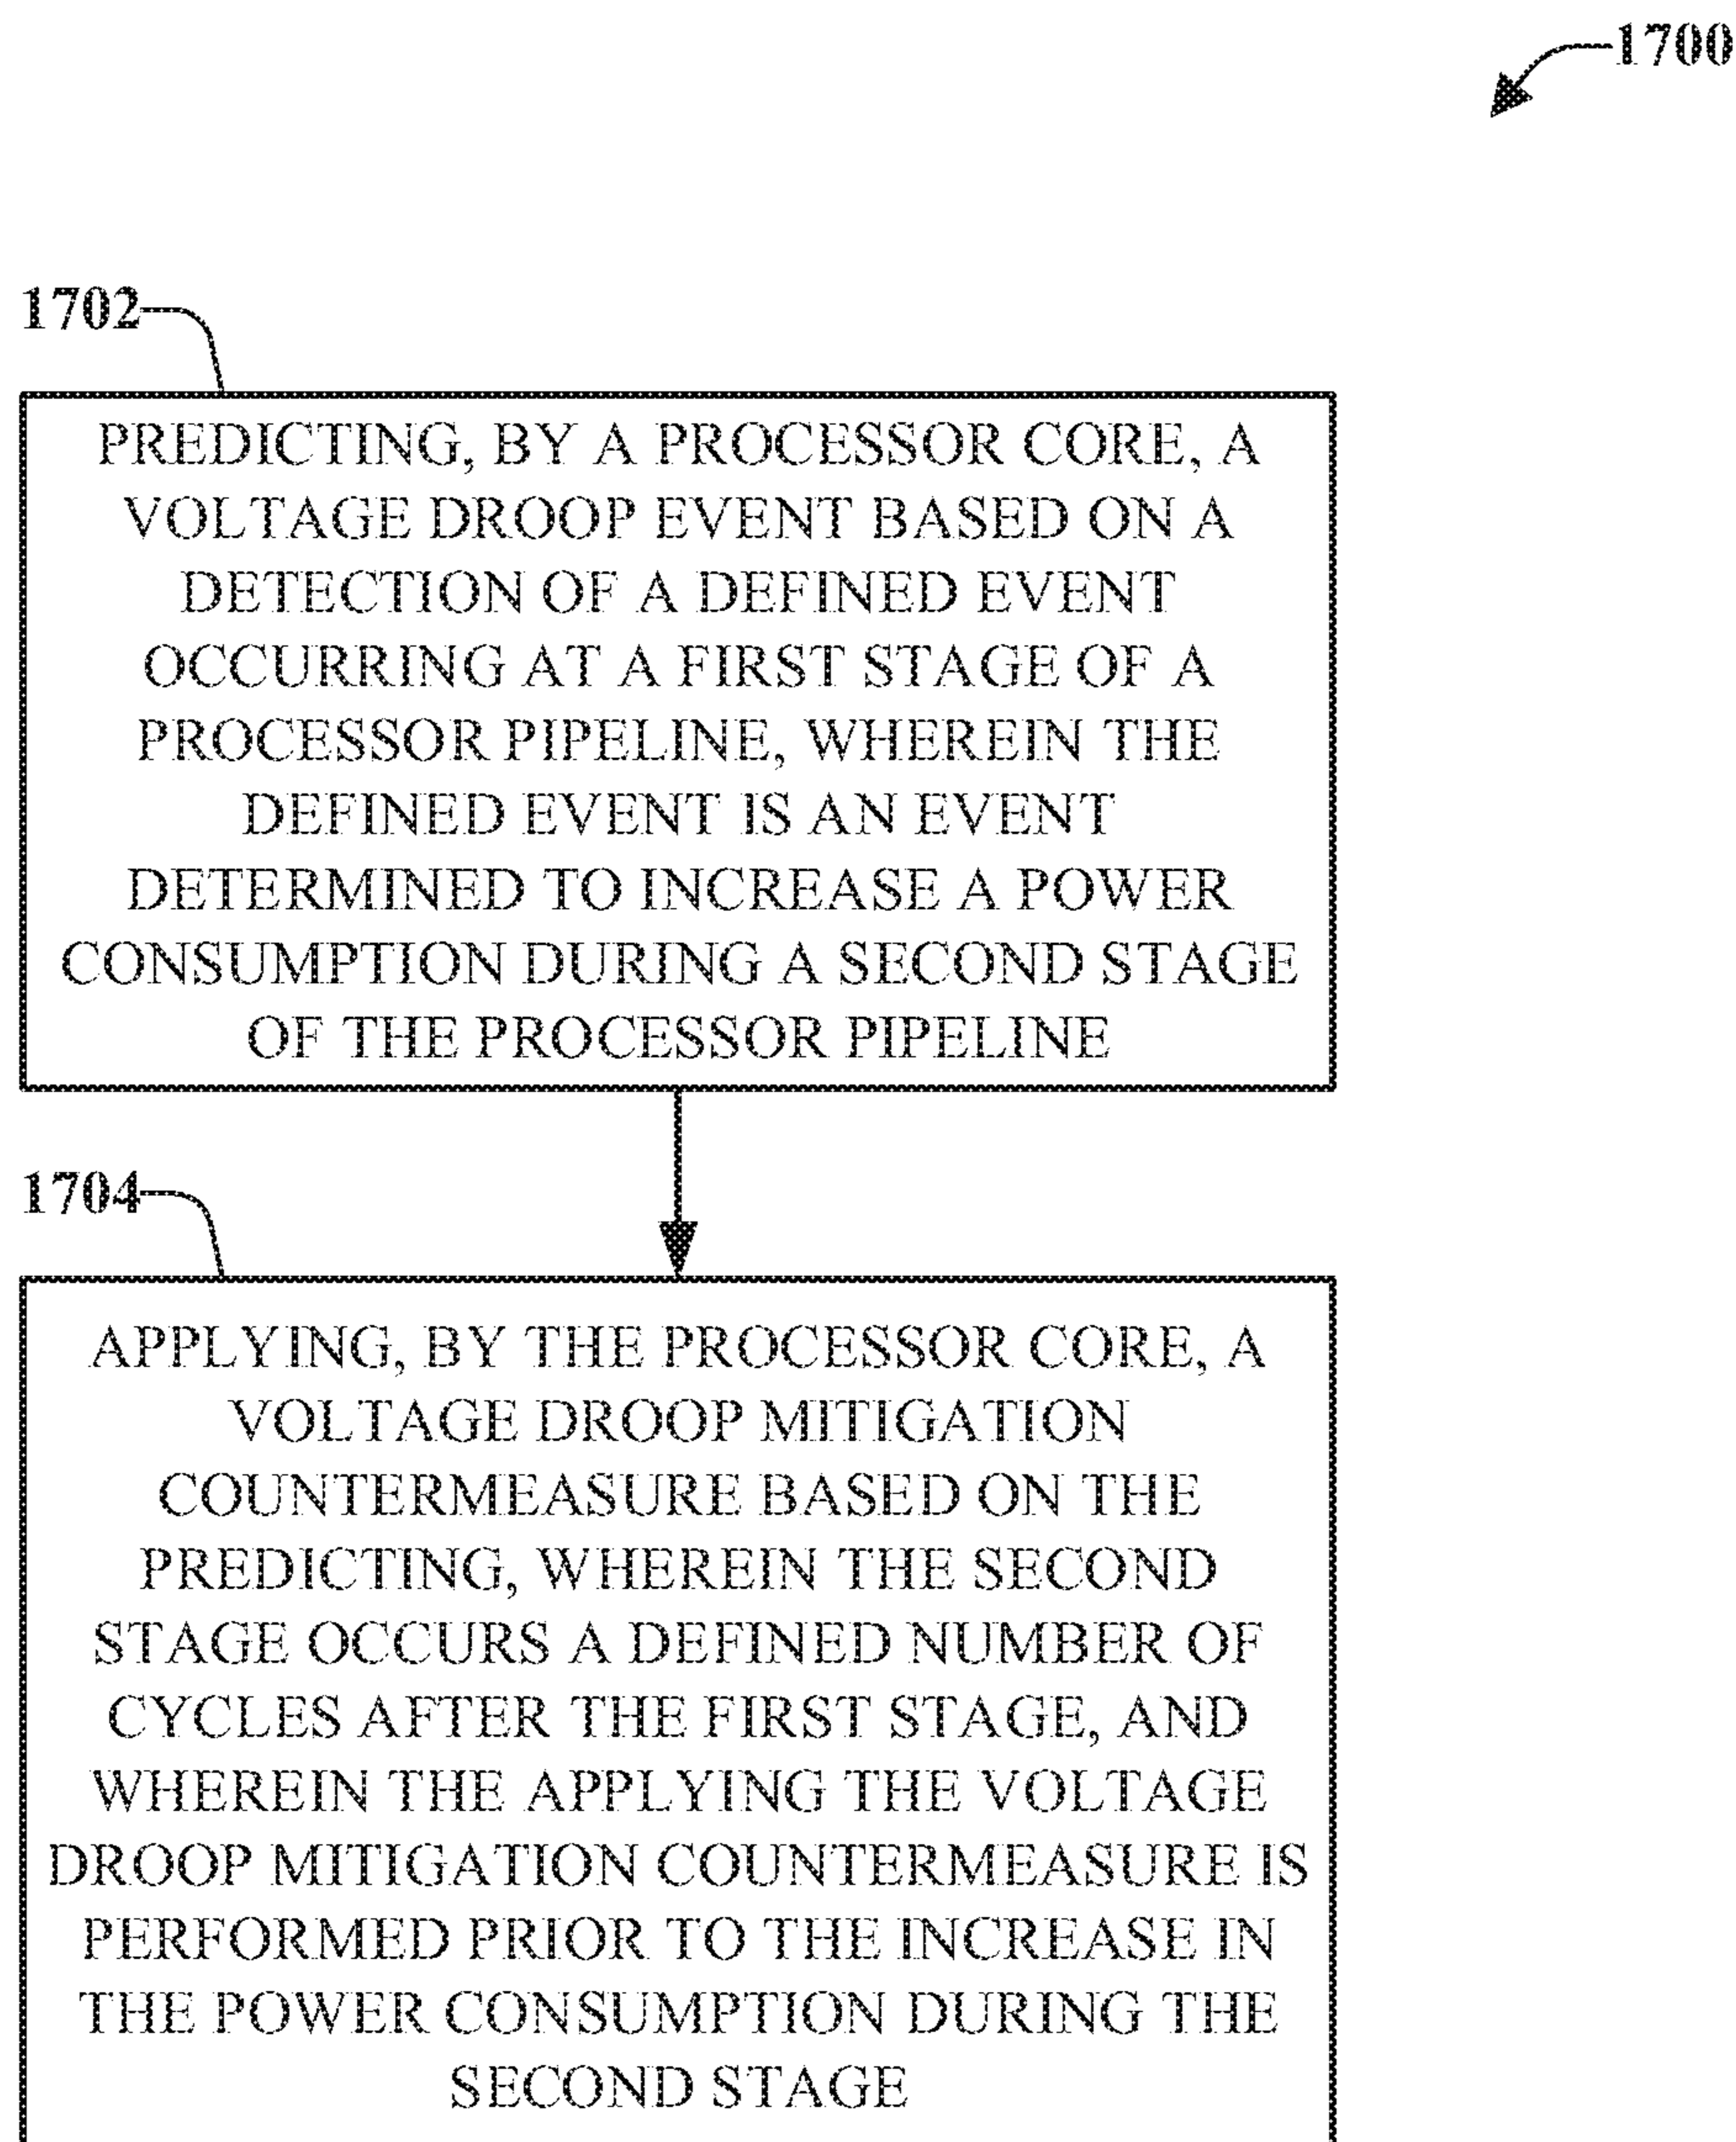 1700
1702
PREDICTING, BY A PROCESSOR CORE, A
VOLTAGE DROOP EVENT BASED ON A
DETECTION OF A DEFINED EVENT
OCCURRING AT A FIRST STAGE OF A
PROCESSOR PIPELINE, WHEREIN THE
DEFINED EVENT IS AN EVENT
DETERMINED TO INCREASE A POWER
CONSUMPTION DURING A SECOND STAGE
OF THE PROCESSOR PIPELINE
1704
APPLYING, BY THE PROCESSOR CORE, A
VOLTAGE DROOP MITIGATION
COUNTERMEASURE BASED ON THE
PREDICTING, WHEREIN THE SECOND
STAGE OCCURS A DEFINED NUMBER OF
CYCLES AFTER THE FIRST STAGE, AND
WHEREIN THE APPLYING THE VOLTAGE
DROOP MITIGATION COUNTERMEASURE IS
PERFORMED PRIOR TO THE INCREASE IN
THE POWER CONSUMPTION DURING THE
SECOND STAGE